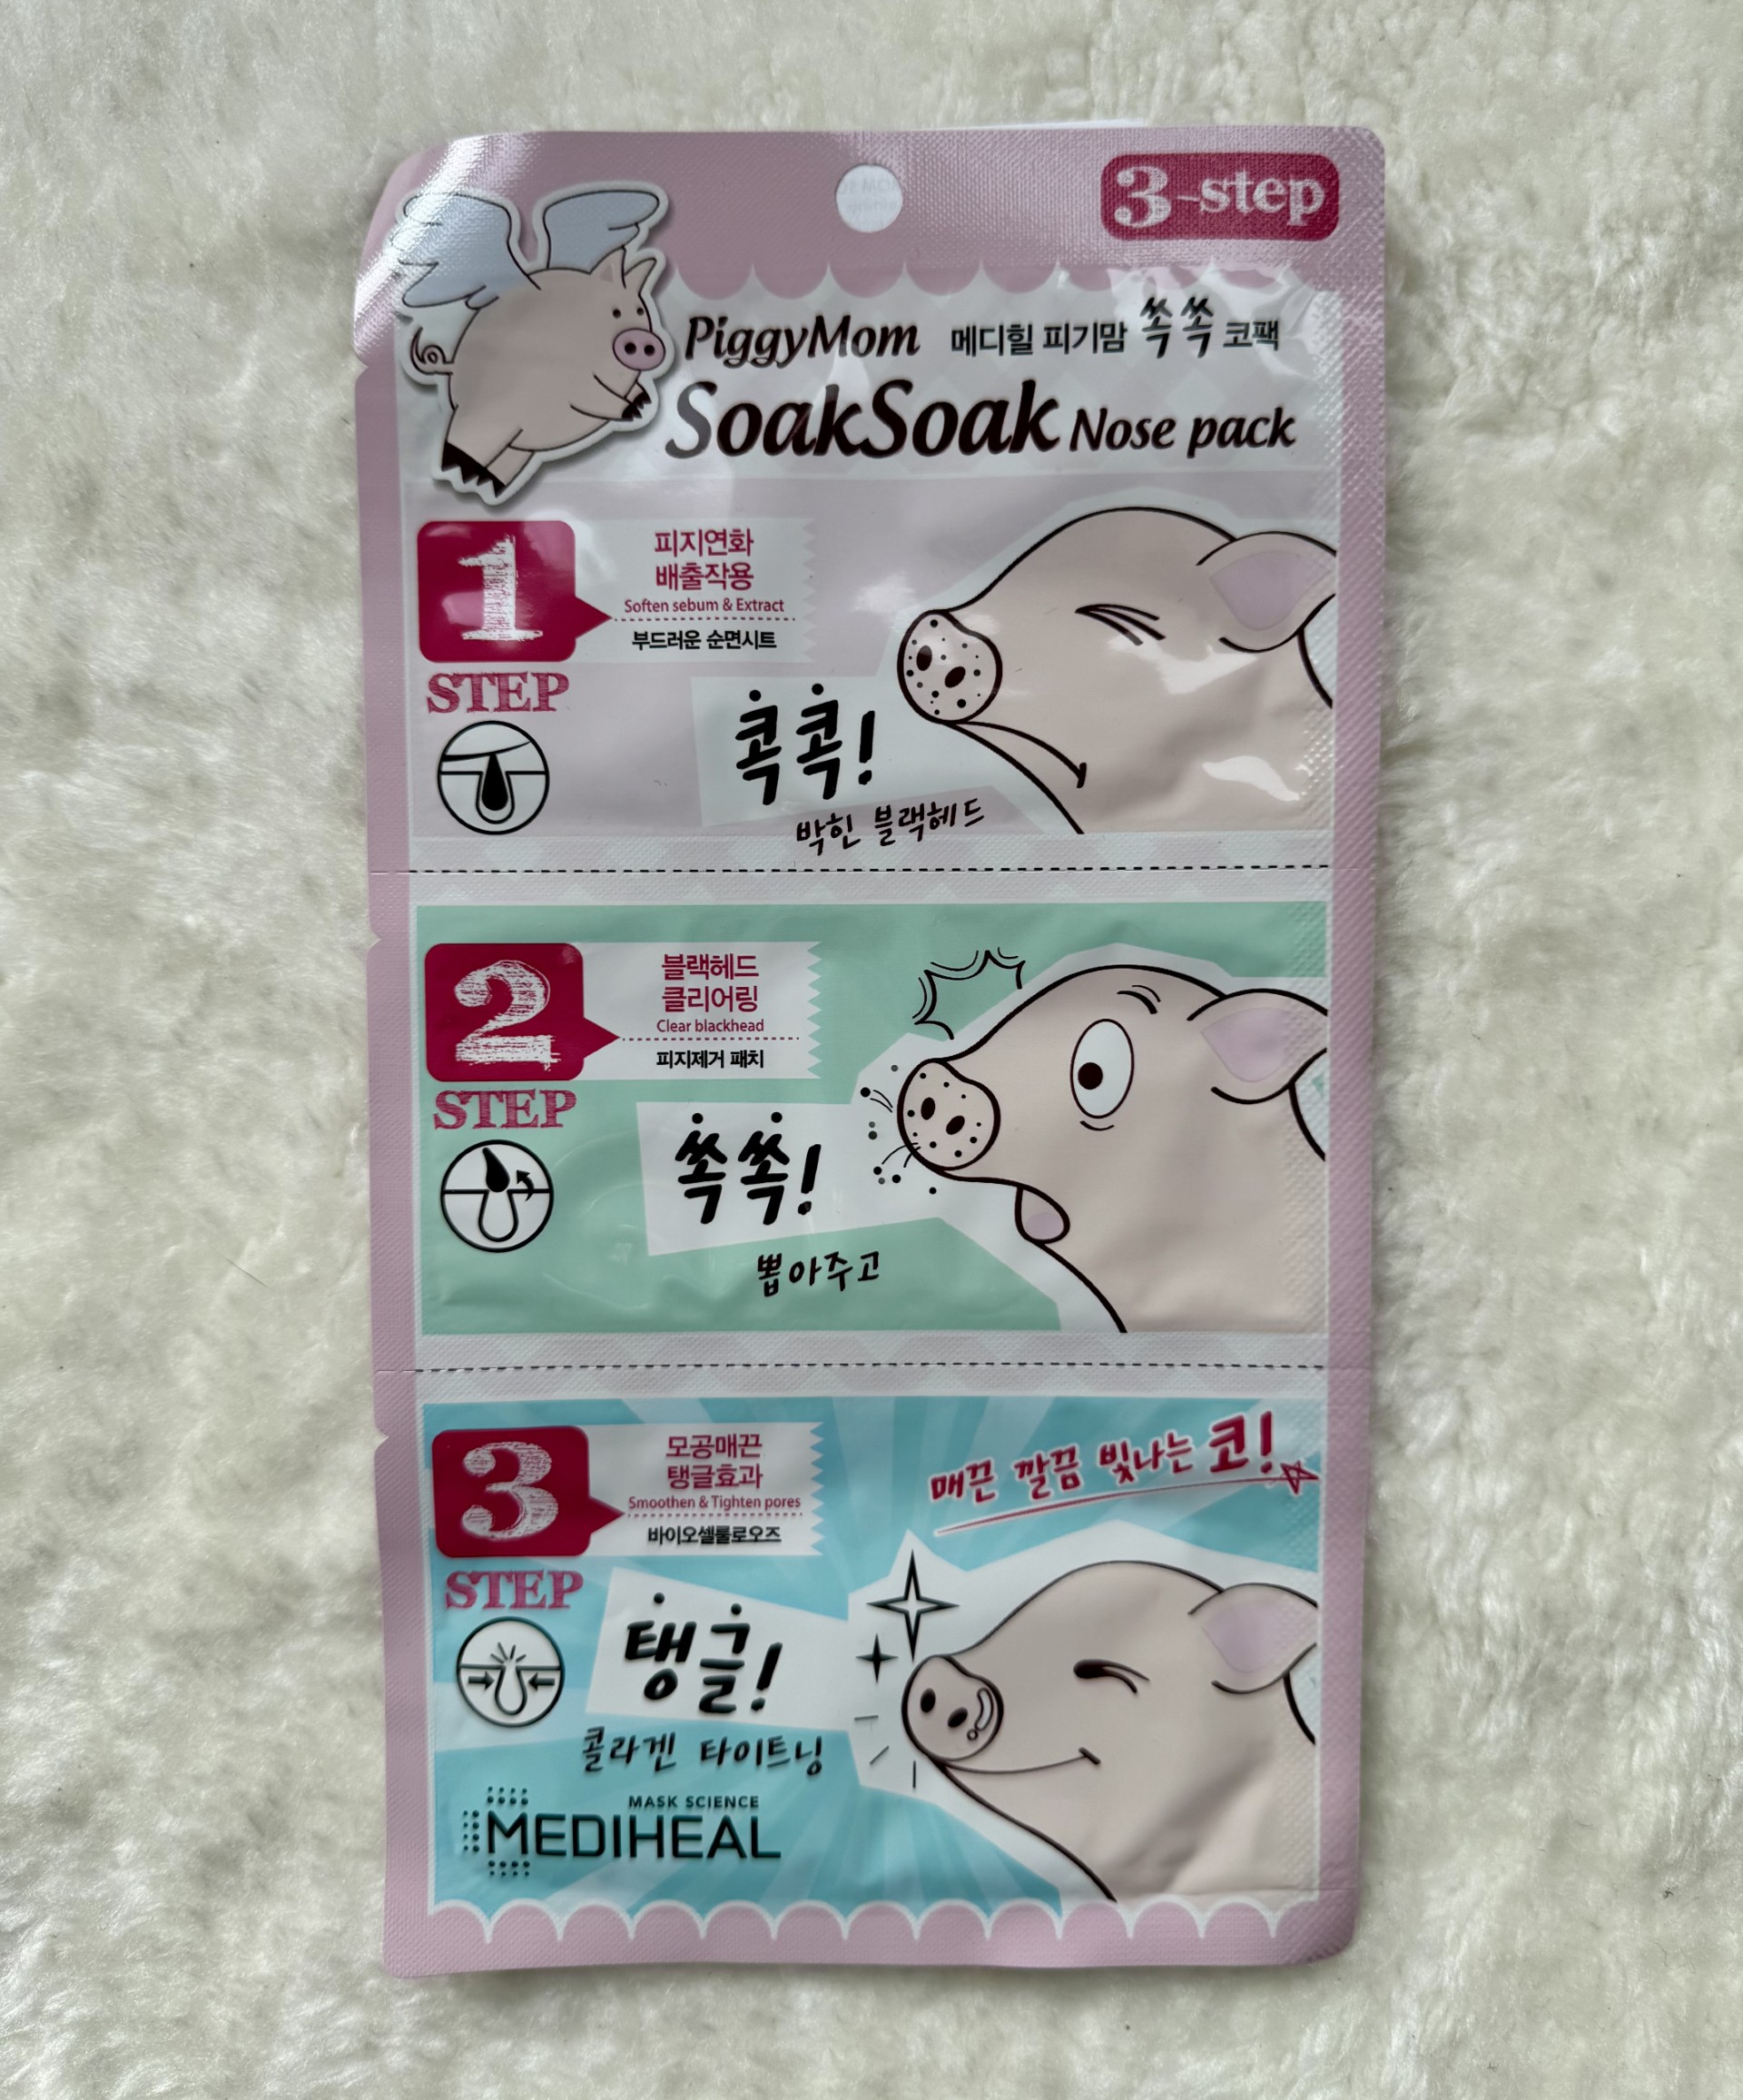 3-step
PiggyMom 메디힐 피기맘 쏙쏙 코팩
SoakSoak Nose pack
1
STEP
피지연화
배출작용
Soften sebum & Extract
부드러운 순면시트
콕콕!
박힌 블랙헤드
2
STEP
블랙헤드
클리어링
Clear blackhead
피지제거 패치
쏙쏙!
뽑아주고
3
STEP
모공매끈
탱글효과
Smoothen & Tighten pores
바이오셀룰로오즈
매끈 깔끔 빛나는 코!
탱글!
콜라겐 타이트닝
MASK SCIENCE
MEDIHEAL